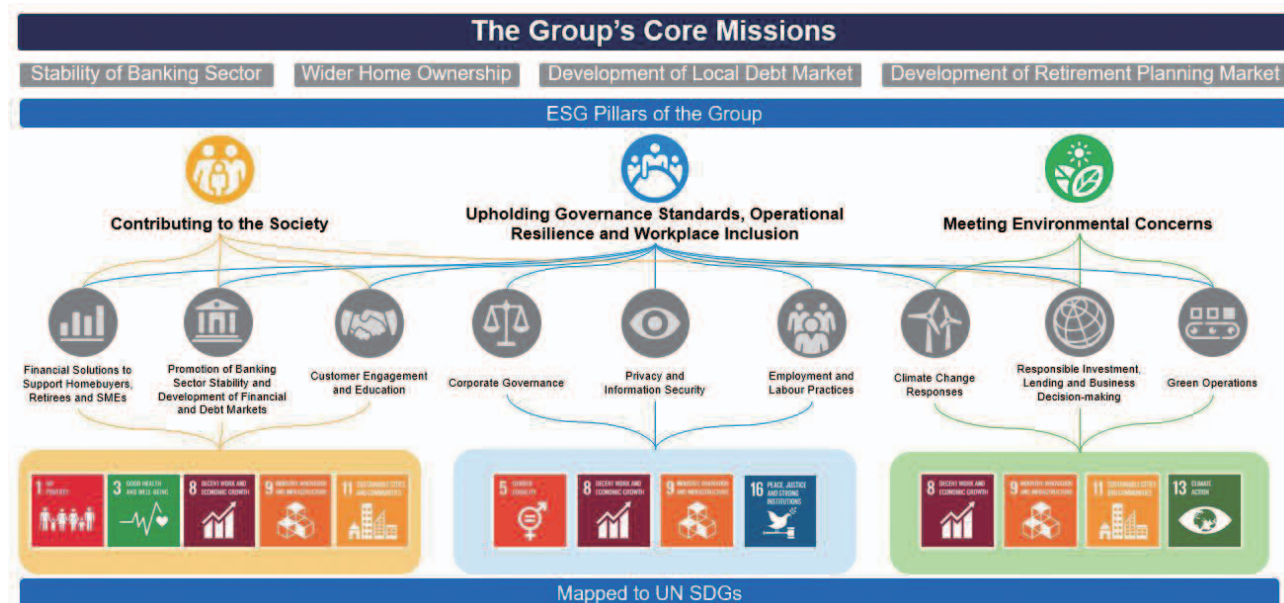 The Group's Core Missions
Stability of Banking Sector
Wider Home Ownership
Development of Local Debt Market
Development of Retirement Planning Market
ESG Pillars of the Group
Contributing to the Society
Upholding Governance Standards, Operational
Resilience and Workplace Inclusion
Meeting Environmental Concerns
Financial Solutions to
Support Homebuyers,
Retirees and SMEs
Promotion of Banking
Sector Stability and
Development of Financial
and Debt Markets
Customer Engagement
and Education
Corporate Governance
Privacy and
Information Security
Employment and
Labour Practices
Climate Change
Responses
Responsible Investment,
Lending and Business
Decision-making
Green Operations
1 NO
POVERTY
3 GOOD HEALTH
AND WELL-BEING
8 DECENT WORK AND
ECONOMIC GROWTH
9 INDUSTRY, INNOVATION
AND INFRASTRUCTURE
11 SUSTAINABLE CITIES
AND COMMUNITIES
5 GENDER
EQUALITY
8 DECENT WORK AND
ECONOMIC GROWTH
9 INDUSTRY, INNOVATION
AND INFRASTRUCTURE
16 PEACE, JUSTICE
AND STRONG
INSTITUTIONS
8 DECENT WORK AND
ECONOMIC GROWTH
9 INDUSTRY, INNOVATION
AND INFRASTRUCTURE
11 SUSTAINABLE CITIES
AND COMMUNITIES
13 CLIMATE
ACTION
Mapped to UN SDGs